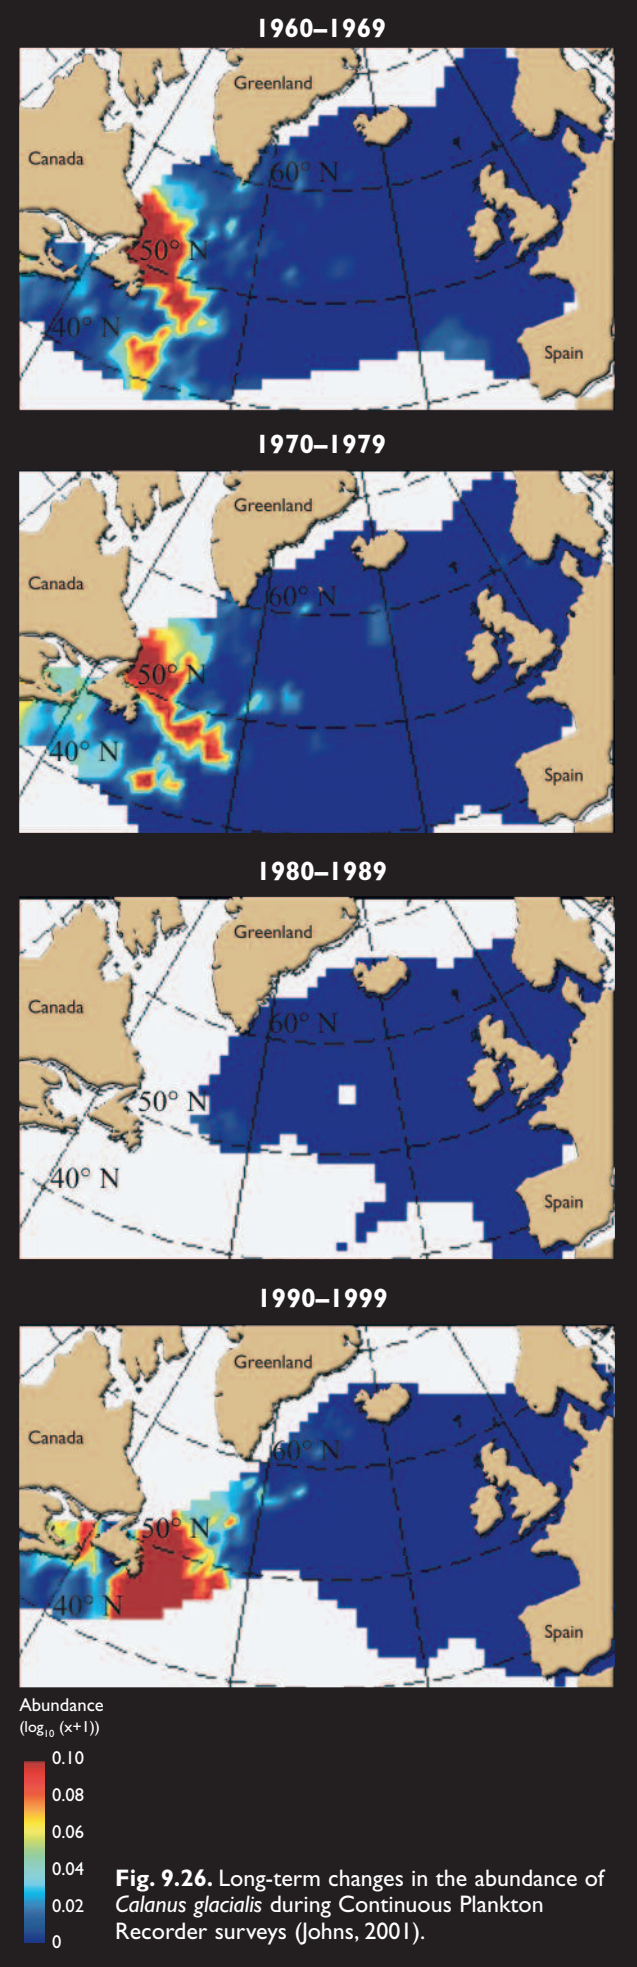 1960–1969
Greenland
Canada
60° N
50° N
40° N
Spain
1970–1979
Greenland
Canada
60° N
50° N
40° N
Spain
1980–1989
Greenland
Canada
60° N
50° N
40° N
Spain
1990–1999
Greenland
Canada
60° N
50° N
40° N
Spain
Abundance
(log10 (x+1))
0.10
0.08
0.06
0.04
0.02
0
Fig. 9.26. Long-term changes in the abundance of
Calanus glacialis during Continuous Plankton
Recorder surveys (Johns, 2001).